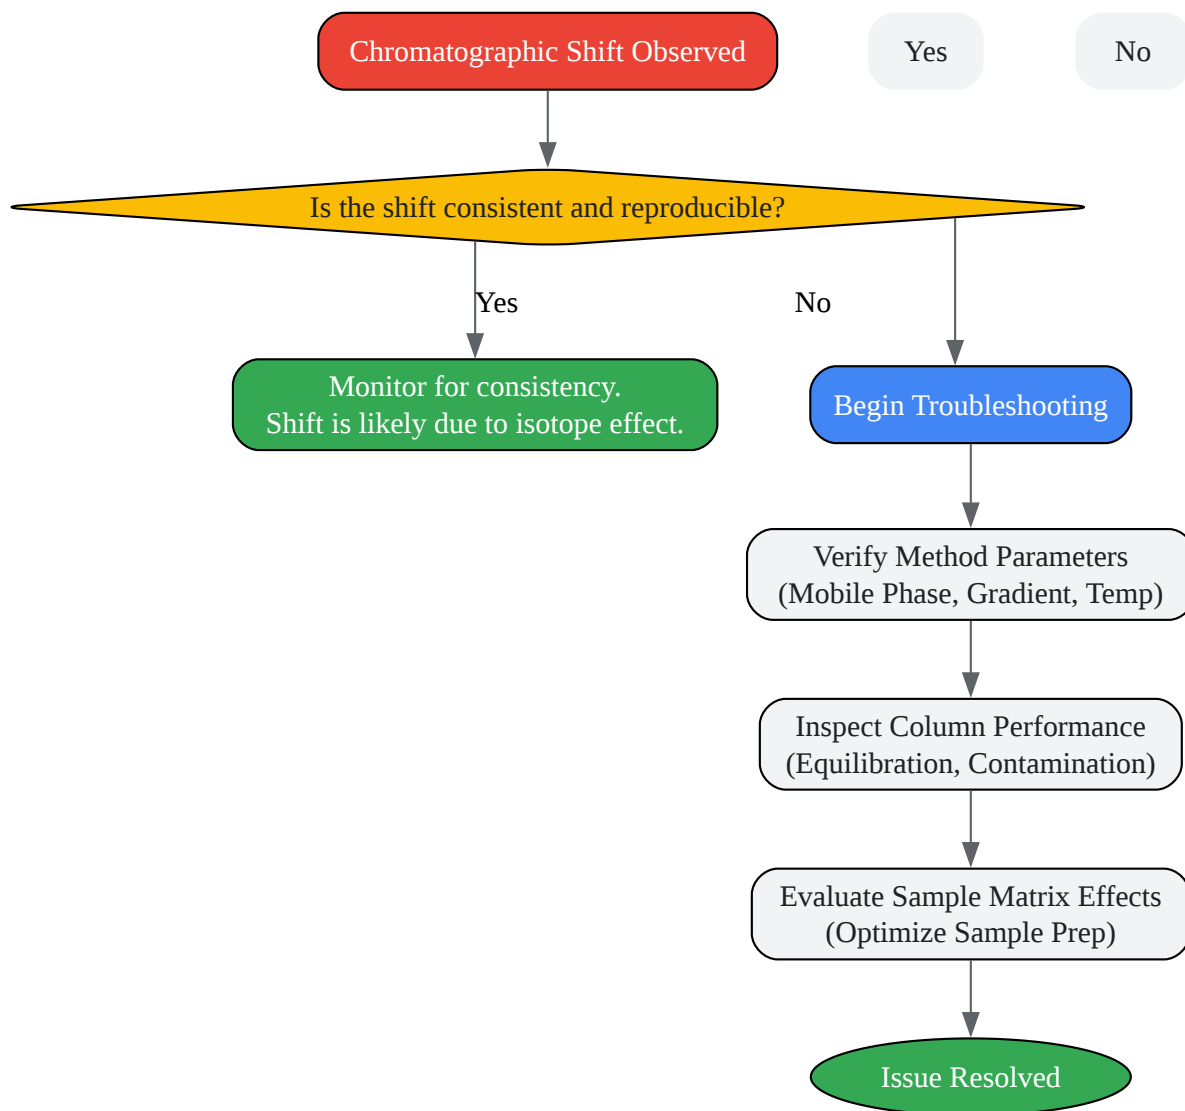 Chromatographic Shift Observed
Yes
No
Is the shift consistent and reproducible?
Yes
No
Monitor for consistency.
Shift is likely due to isotope effect.
Begin Troubleshooting
Verify Method Parameters
(Mobile Phase, Gradient, Temp)
Inspect Column Performance
(Equilibration, Contamination)
Evaluate Sample Matrix Effects
(Optimize Sample Prep)
Issue Resolved